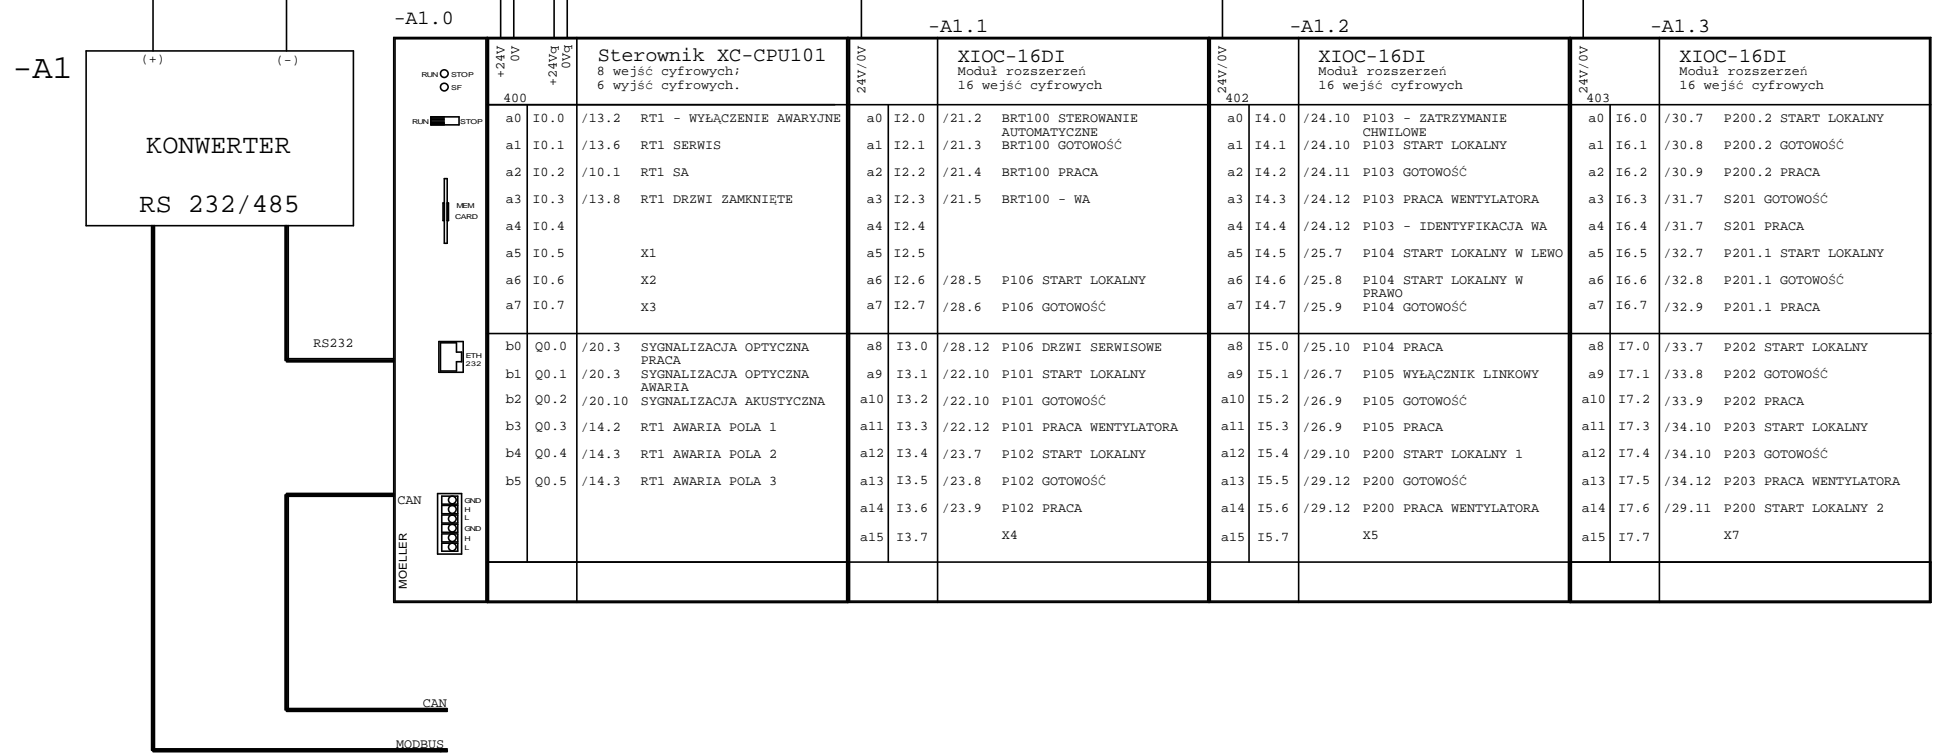 -A1
(+) (-)
KONWERTER
RS 232/485
RS232
CAN
MODBUS
-A1.0
RUN STOP
SF
RUN STOP
MEM
CARD
ETH
232
CAN
GND
H
L
GND
H
L
MOELLER
+24V
0V
+24Vq
0Vq
400
Sterownik XC-CPU101
8 wejść cyfrowych;
6 wyjść cyfrowych.
a0 I0.0 /13.2 RT1 - WYŁĄCZENIE AWARYJNE
a1 I0.1 /13.6 RT1 SERWIS
a2 I0.2 /10.1 RT1 SA
a3 I0.3 /13.8 RT1 DRZWI ZAMKNIĘTE
a4 I0.4
a5 I0.5 X1
a6 I0.6 X2
a7 I0.7 X3
b0 Q0.0 /20.3 SYGNALIZACJA OPTYCZNA
PRACA
b1 Q0.1 /20.3 SYGNALIZACJA OPTYCZNA
AWARIA
b2 Q0.2 /20.10 SYGNALIZACJA AKUSTYCZNA
b3 Q0.3 /14.2 RT1 AWARIA POLA 1
b4 Q0.4 /14.3 RT1 AWARIA POLA 2
b5 Q0.5 /14.3 RT1 AWARIA POLA 3
-A1.1
24V/0V
XIOC-16DI
Moduł rozszerzeń
16 wejść cyfrowych
a0 I2.0 /21.2 BRT100 STEROWANIE
AUTOMATYCZNE
a1 I2.1 /21.3 BRT100 GOTOWOŚĆ
a2 I2.2 /21.4 BRT100 PRACA
a3 I2.3 /21.5 BRT100 - WA
a4 I2.4
a5 I2.5
a6 I2.6 /28.5 P106 START LOKALNY
a7 I2.7 /28.6 P106 GOTOWOŚĆ
a8 I3.0 /28.12 P106 DRZWI SERWISOWE
a9 I3.1 /22.10 P101 START LOKALNY
a10 I3.2 /22.10 P101 GOTOWOŚĆ
a11 I3.3 /22.12 P101 PRACA WENTYLATORA
a12 I3.4 /23.7 P102 START LOKALNY
a13 I3.5 /23.8 P102 GOTOWOŚĆ
a14 I3.6 /23.9 P102 PRACA
a15 I3.7 X4
-A1.2
24V/0V
402
XIOC-16DI
Moduł rozszerzeń
16 wejść cyfrowych
a0 I4.0 /24.10 P103 - ZATRZYMANIE
CHWILOWE
a1 I4.1 /24.10 P103 START LOKALNY
a2 I4.2 /24.11 P103 GOTOWOŚĆ
a3 I4.3 /24.12 P103 PRACA WENTYLATORA
a4 I4.4 /24.12 P103 - IDENTYFIKACJA WA
a5 I4.5 /25.7 P104 START LOKALNY W LEWO
a6 I4.6 /25.8 P104 START LOKALNY W
PRAWO
a7 I4.7 /25.9 P104 GOTOWOŚĆ
a8 I5.0 /25.10 P104 PRACA
a9 I5.1 /26.7 P105 WYŁĄCZNIK LINKOWY
a10 I5.2 /26.9 P105 GOTOWOŚĆ
a11 I5.3 /26.9 P105 PRACA
a12 I5.4 /29.10 P200 START LOKALNY 1
a13 I5.5 /29.12 P200 GOTOWOŚĆ
a14 I5.6 /29.12 P200 PRACA WENTYLATORA
a15 I5.7 X5
-A1.3
24V/0V
403
XIOC-16DI
Moduł rozszerzeń
16 wejść cyfrowych
a0 I6.0 /30.7 P200.2 START LOKALNY
a1 I6.1 /30.8 P200.2 GOTOWOŚĆ
a2 I6.2 /30.9 P200.2 PRACA
a3 I6.3 /31.7 S201 GOTOWOŚĆ
a4 I6.4 /31.7 S201 PRACA
a5 I6.5 /32.7 P201.1 START LOKALNY
a6 I6.6 /32.8 P201.1 GOTOWOŚĆ
a7 I6.7 /32.9 P201.1 PRACA
a8 I7.0 /33.7 P202 START LOKALNY
a9 I7.1 /33.8 P202 GOTOWOŚĆ
a10 I7.2 /33.9 P202 PRACA
a11 I7.3 /34.10 P203 START LOKALNY
a12 I7.4 /34.10 P203 GOTOWOŚĆ
a13 I7.5 /34.12 P203 PRACA WENTYLATORA
a14 I7.6 /29.11 P200 START LOKALNY 2
a15 I7.7 X7